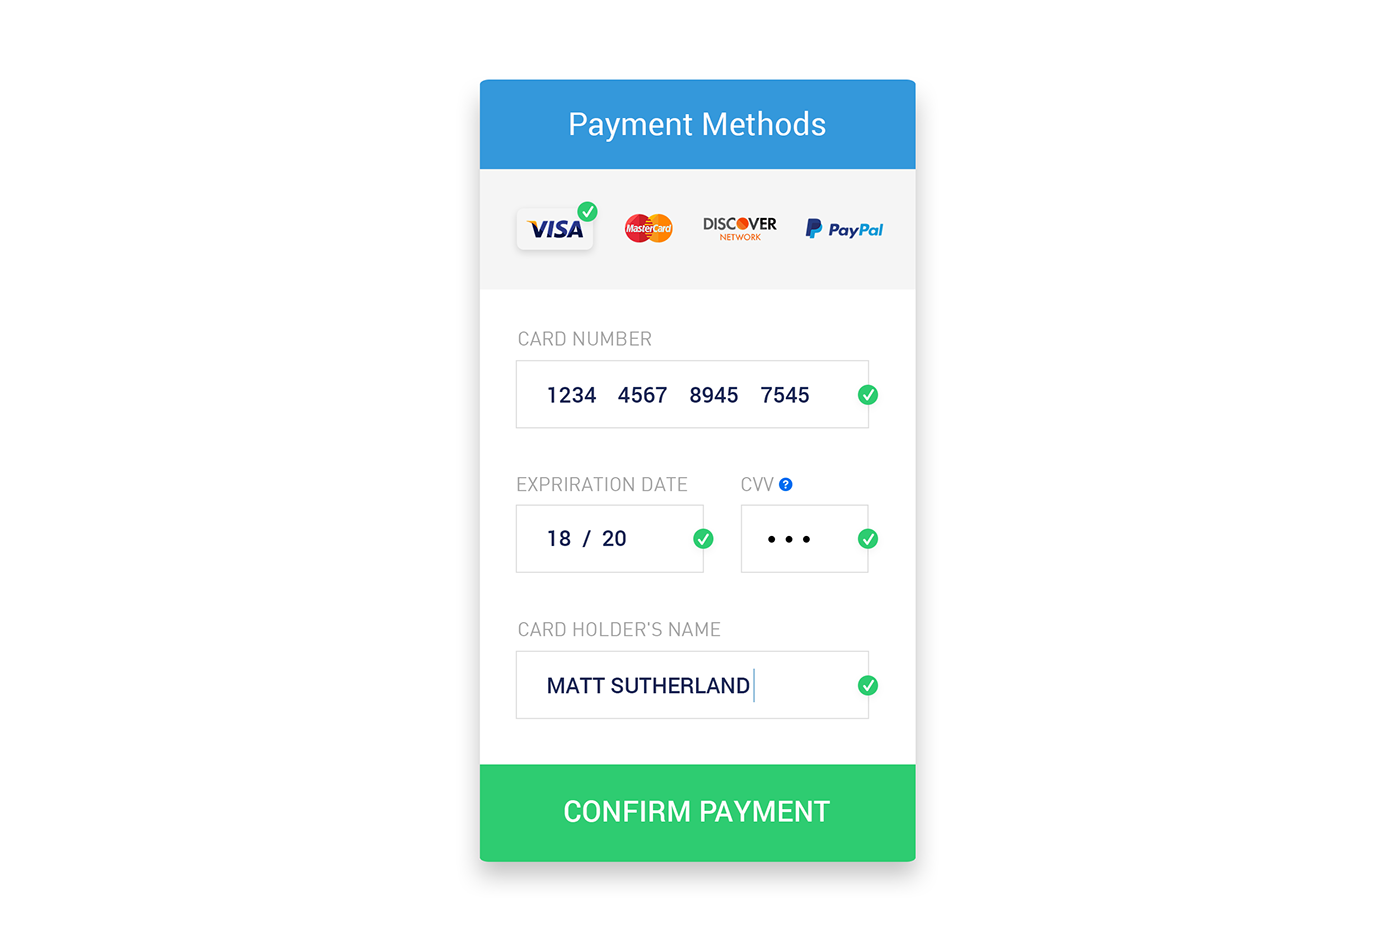 Payment Methods
VISA MasterCard DISCOVER NETWORK PayPal
CARD NUMBER
1234 4567 8945 7545
EXPRIRATION DATE CVV ?
18 / 20 •••
CARD HOLDER'S NAME
MATT SUTHERLAND
CONFIRM PAYMENT